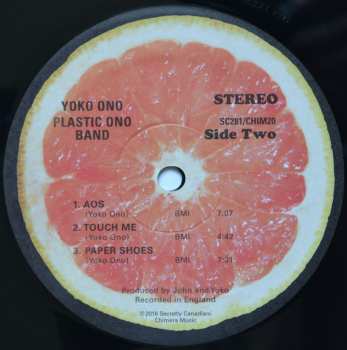 YOKO ONO
PLASTIC ONO
BAND
STEREO
SC281/CHIM20
Side Two
1. AOS
(Yoko Ono) BMI 7:07
2. TOUCH ME
(Yoko Ono) BMI 4:42
3. PAPER SHOES
(Yoko Ono) BMI 7:31
Produced by John and Yoko
Recorded in England
℗©2016 Secretly Canadian/
Chimera Music